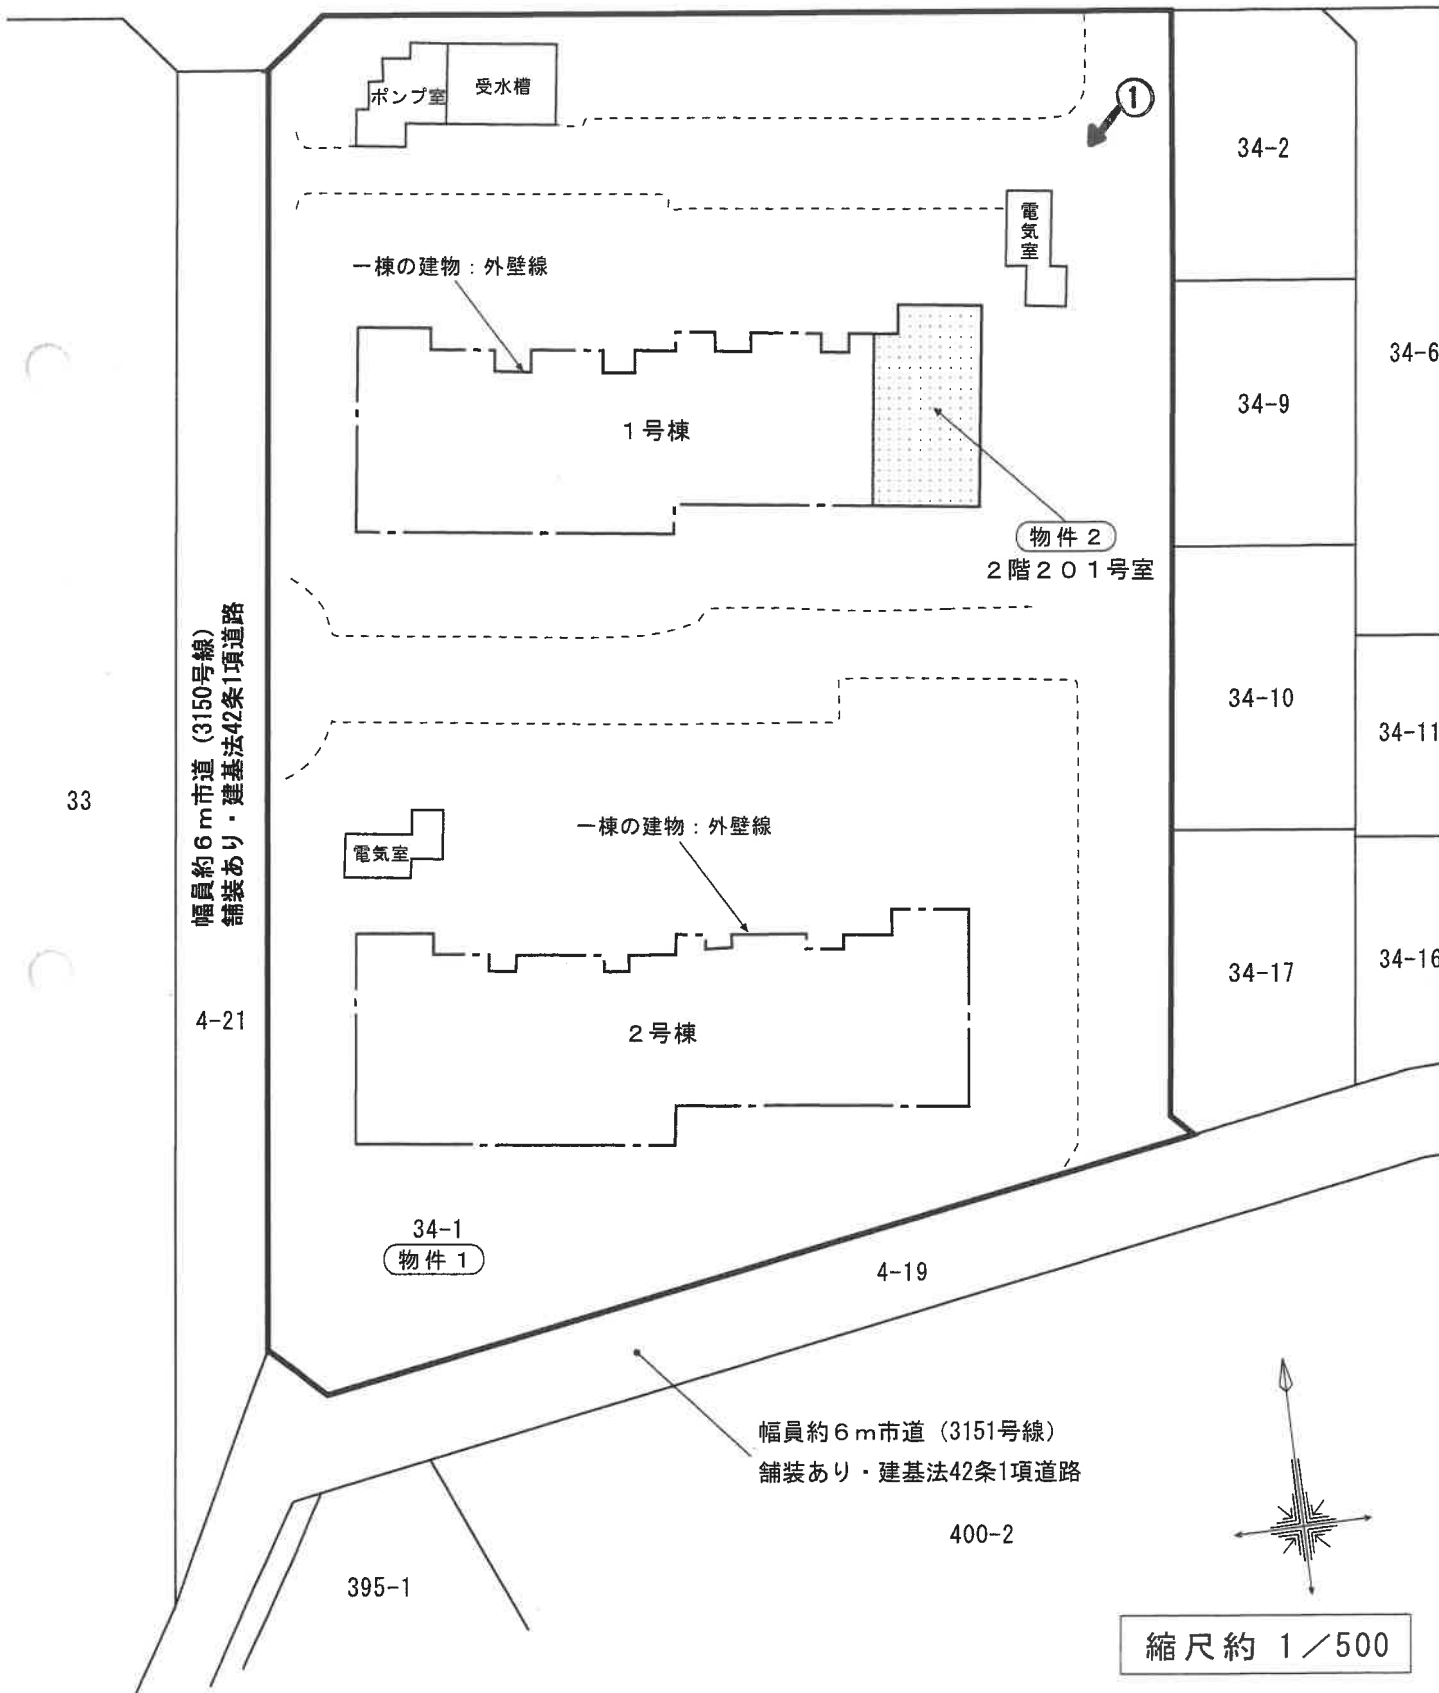 ポンプ室
受水槽
①
34-2
電気室
一棟の建物：外壁線
34-6
34-9
1号棟
物件2
2階201号室
幅員約6m市道（3150号線）
舗装あり・建基法42条1項道路
34-10
34-11
33
一棟の建物：外壁線
電気室
34-17
34-16
4-21
2号棟
34-1
物件1
4-19
幅員約6m市道（3151号線）
舗装あり・建基法42条1項道路
400-2
395-1
縮尺約 1／500